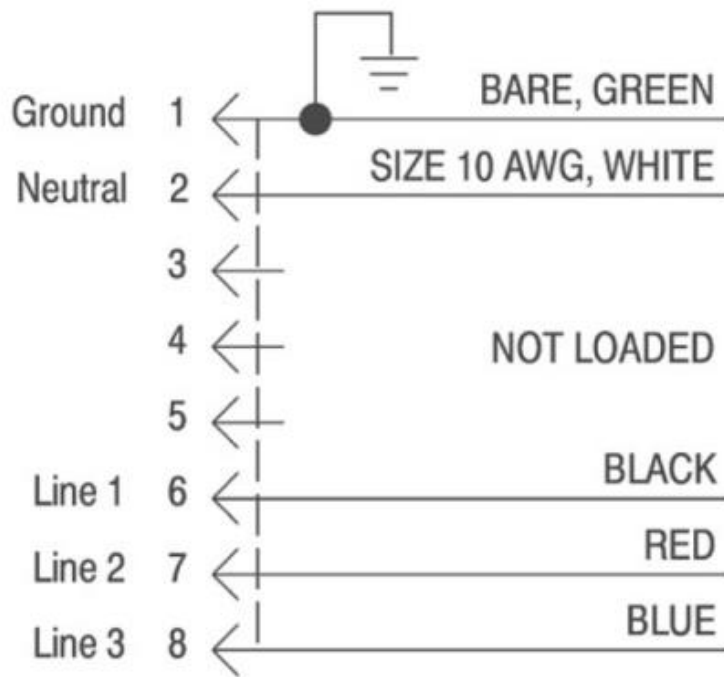 Ground 1 BARE, GREEN
Neutral 2 SIZE 10 AWG, WHITE
3
4 NOT LOADED
5
Line 1 6 BLACK
Line 2 7 RED
Line 3 8 BLUE